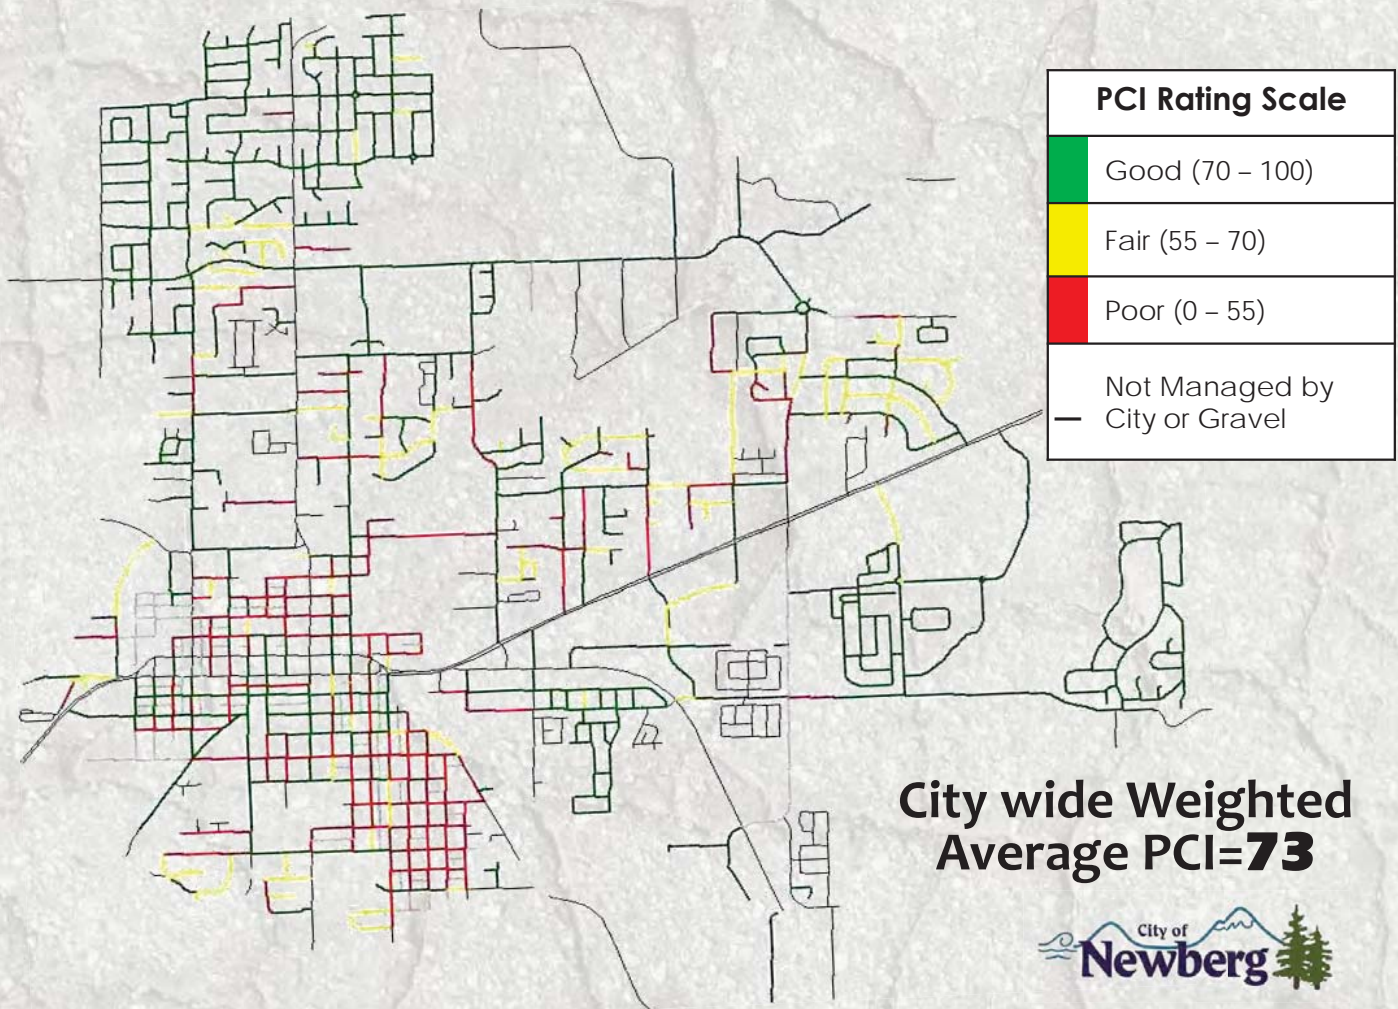 PCI Rating Scale
Good (70 – 100)
Fair (55 – 70)
Poor (0 – 55)
Not Managed by
City or Gravel
City wide Weighted
Average PCI=73
City of
Newberg